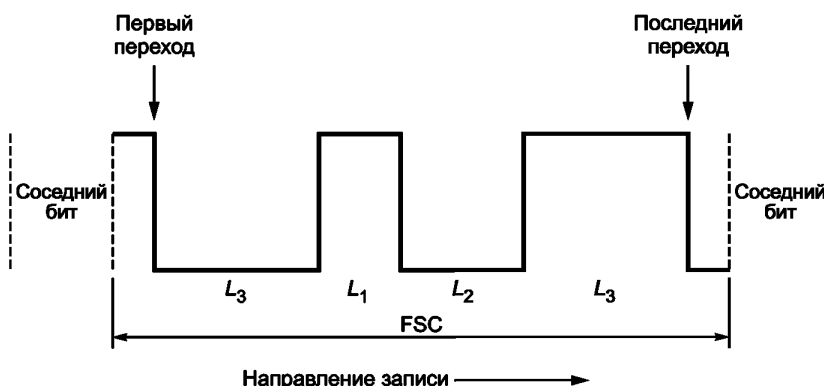 Первый
переход
Последний
переход
Соседний
бит
Соседний
бит
L3
L1
L2
L3
FSC
Направление записи